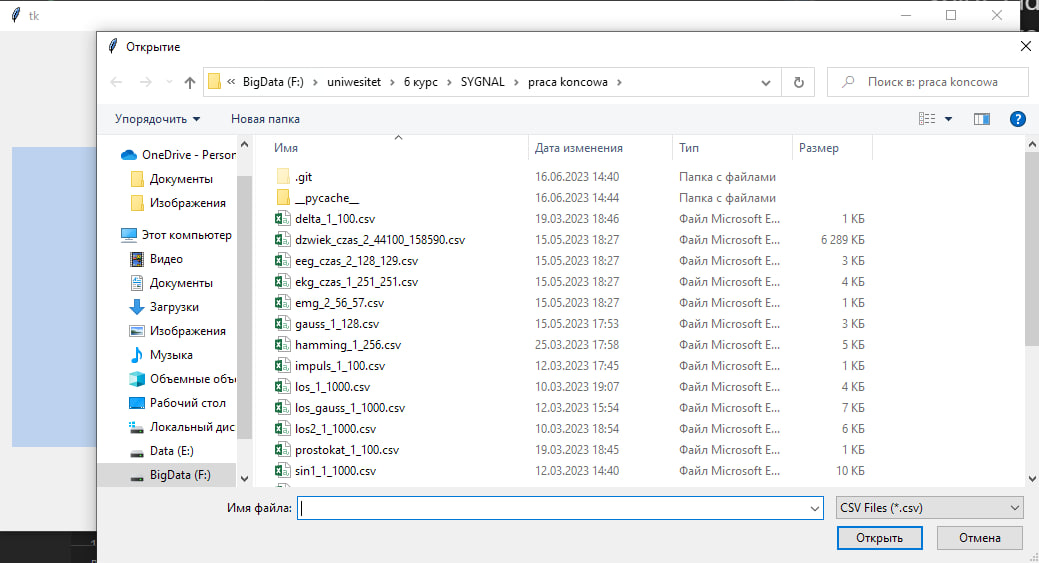 tk
Открытие
« BigData (F:) › uniwesitet › 6 курс › SYGNAL › praca koncowa ›
Поиск в: praca koncowa
Упорядочить
Новая папка
OneDrive - Person
Документы
Изображения
Этот компьютер
Видео
Документы
Загрузки
Изображения
Музыка
Объемные объе
Рабочий стол
Локальный дис
Data (E:)
BigData (F:)
Имя Дата изменения Тип Размер
.git 16.06.2023 14:40 Папка с файлами
__pycache__ 16.06.2023 14:44 Папка с файлами
delta_1_100.csv 19.03.2023 18:46 Файл Microsoft E... 1 КБ
dzwiek_czas_2_44100_158590.csv 15.05.2023 18:27 Файл Microsoft E... 6 289 КБ
eeg_czas_2_128_129.csv 15.05.2023 18:27 Файл Microsoft E... 3 КБ
ekg_czas_1_251_251.csv 15.05.2023 18:27 Файл Microsoft E... 4 КБ
emg_2_56_57.csv 15.05.2023 18:27 Файл Microsoft E... 1 КБ
gauss_1_128.csv 15.05.2023 17:53 Файл Microsoft E... 3 КБ
hamming_1_256.csv 25.03.2023 17:58 Файл Microsoft E... 5 КБ
impuls_1_100.csv 12.03.2023 17:45 Файл Microsoft E... 1 КБ
los_1_1000.csv 10.03.2023 19:07 Файл Microsoft E... 4 КБ
los_gauss_1_1000.csv 12.03.2023 15:54 Файл Microsoft E... 7 КБ
los2_1_1000.csv 10.03.2023 18:54 Файл Microsoft E... 6 КБ
prostokat_1_100.csv 19.03.2023 18:45 Файл Microsoft E... 1 КБ
sin1_1_1000.csv 12.03.2023 14:40 Файл Microsoft E... 10 КБ
Имя файла:
CSV Files (*.csv)
Открыть
Отмена